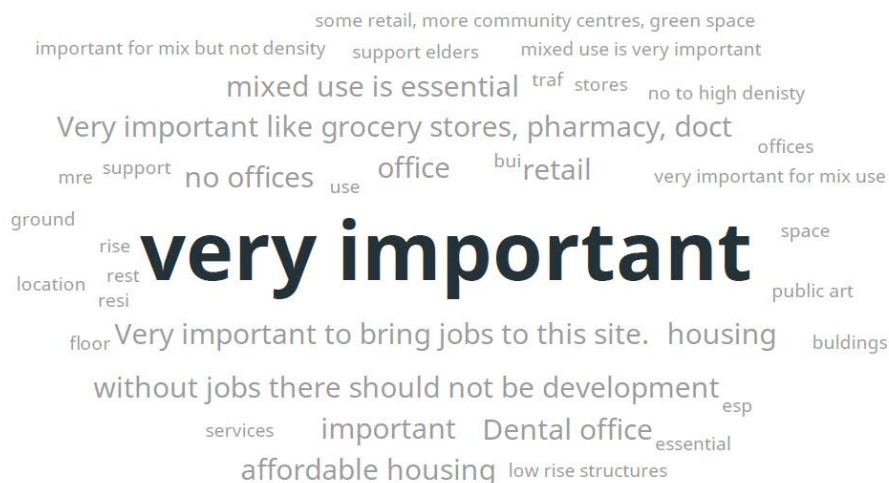 some retail, more community centres, green space
important for mix but not density support elders mixed use is very important
mixed use is essential traf stores no to high denisty
Very important like grocery stores, pharmacy, doct
offices
mre support no offices use office bui retail very important for mix use
ground
rise very important space
location rest
resi public art
floor Very important to bring jobs to this site. housing buldings
without jobs there should not be development
esp
services important Dental office essential
affordable housing low rise structures